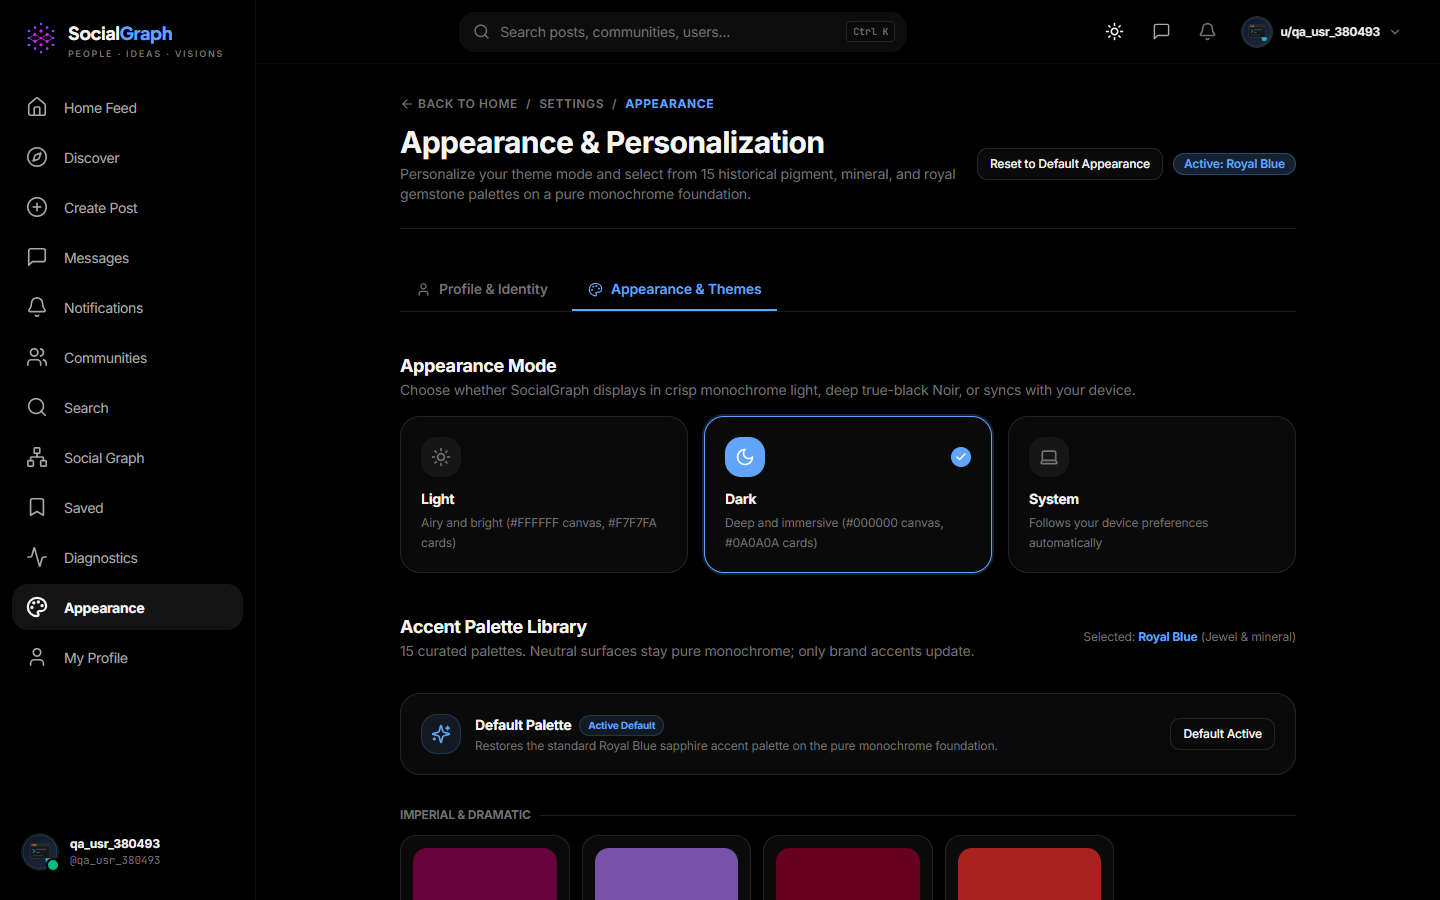 SocialGraph
PEOPLE · IDEAS · VISIONS
Search posts, communities, users...
Ctrl K
u/qa_usr_380493
Home Feed
Discover
Create Post
Messages
Notifications
Communities
Search
Social Graph
Saved
Diagnostics
Appearance
My Profile
qa_usr_380493
@qa_usr_380493
BACK TO HOME / SETTINGS / APPEARANCE
Appearance & Personalization
Personalize your theme mode and select from 15 historical pigment, mineral, and royal
gemstone palettes on a pure monochrome foundation.
Reset to Default Appearance
Active: Royal Blue
Profile & Identity
Appearance & Themes
Appearance Mode
Choose whether SocialGraph displays in crisp monochrome light, deep true-black Noir, or syncs with your device.
Light
Airy and bright (#FFFFFF canvas, #F7F7FA
cards)
Dark
Deep and immersive (#000000 canvas,
#0A0A0A cards)
System
Follows your device preferences
automatically
Accent Palette Library
15 curated palettes. Neutral surfaces stay pure monochrome; only brand accents update.
Selected: Royal Blue (Jewel & mineral)
Default Palette
Active Default
Restores the standard Royal Blue sapphire accent palette on the pure monochrome foundation.
Default Active
IMPERIAL & DRAMATIC